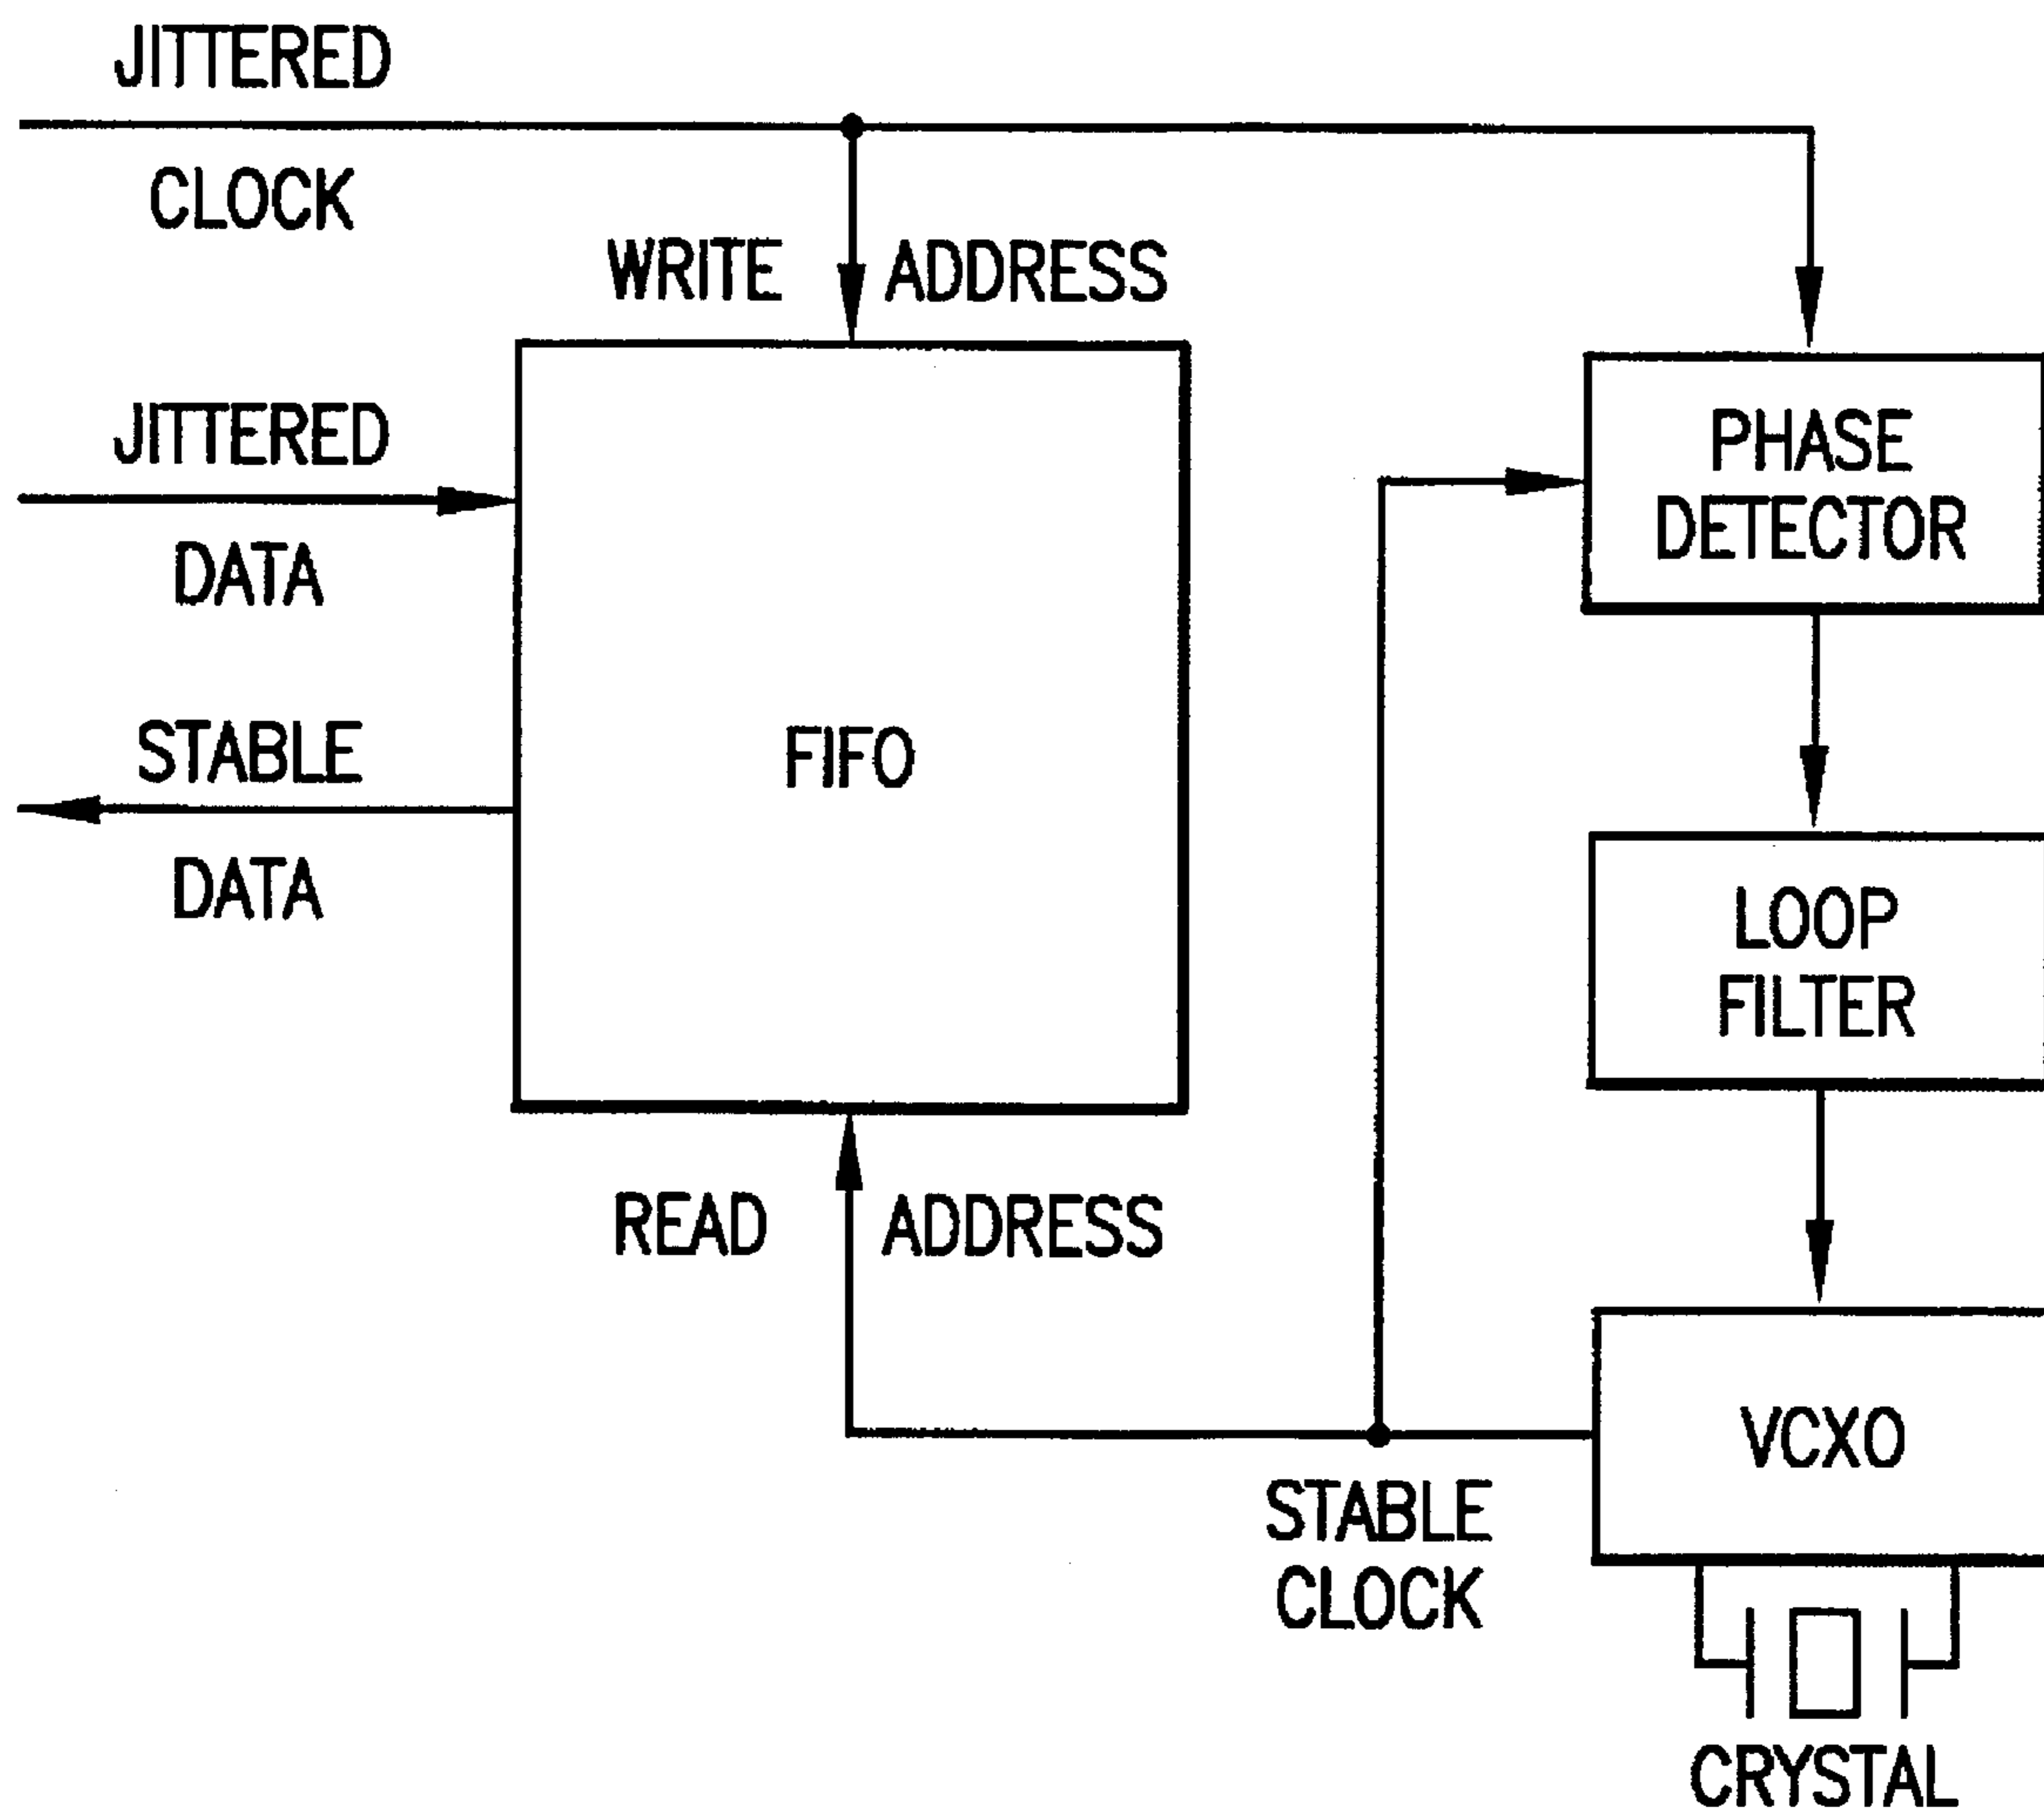 JITTERED
CLOCK
WRITE ADDRESS
JITTERED
DATA
PHASE
DETECTOR
STABLE
DATA
FIFO
LOOP
FILTER
READ ADDRESS
VCXO
STABLE
CLOCK
CRYSTAL